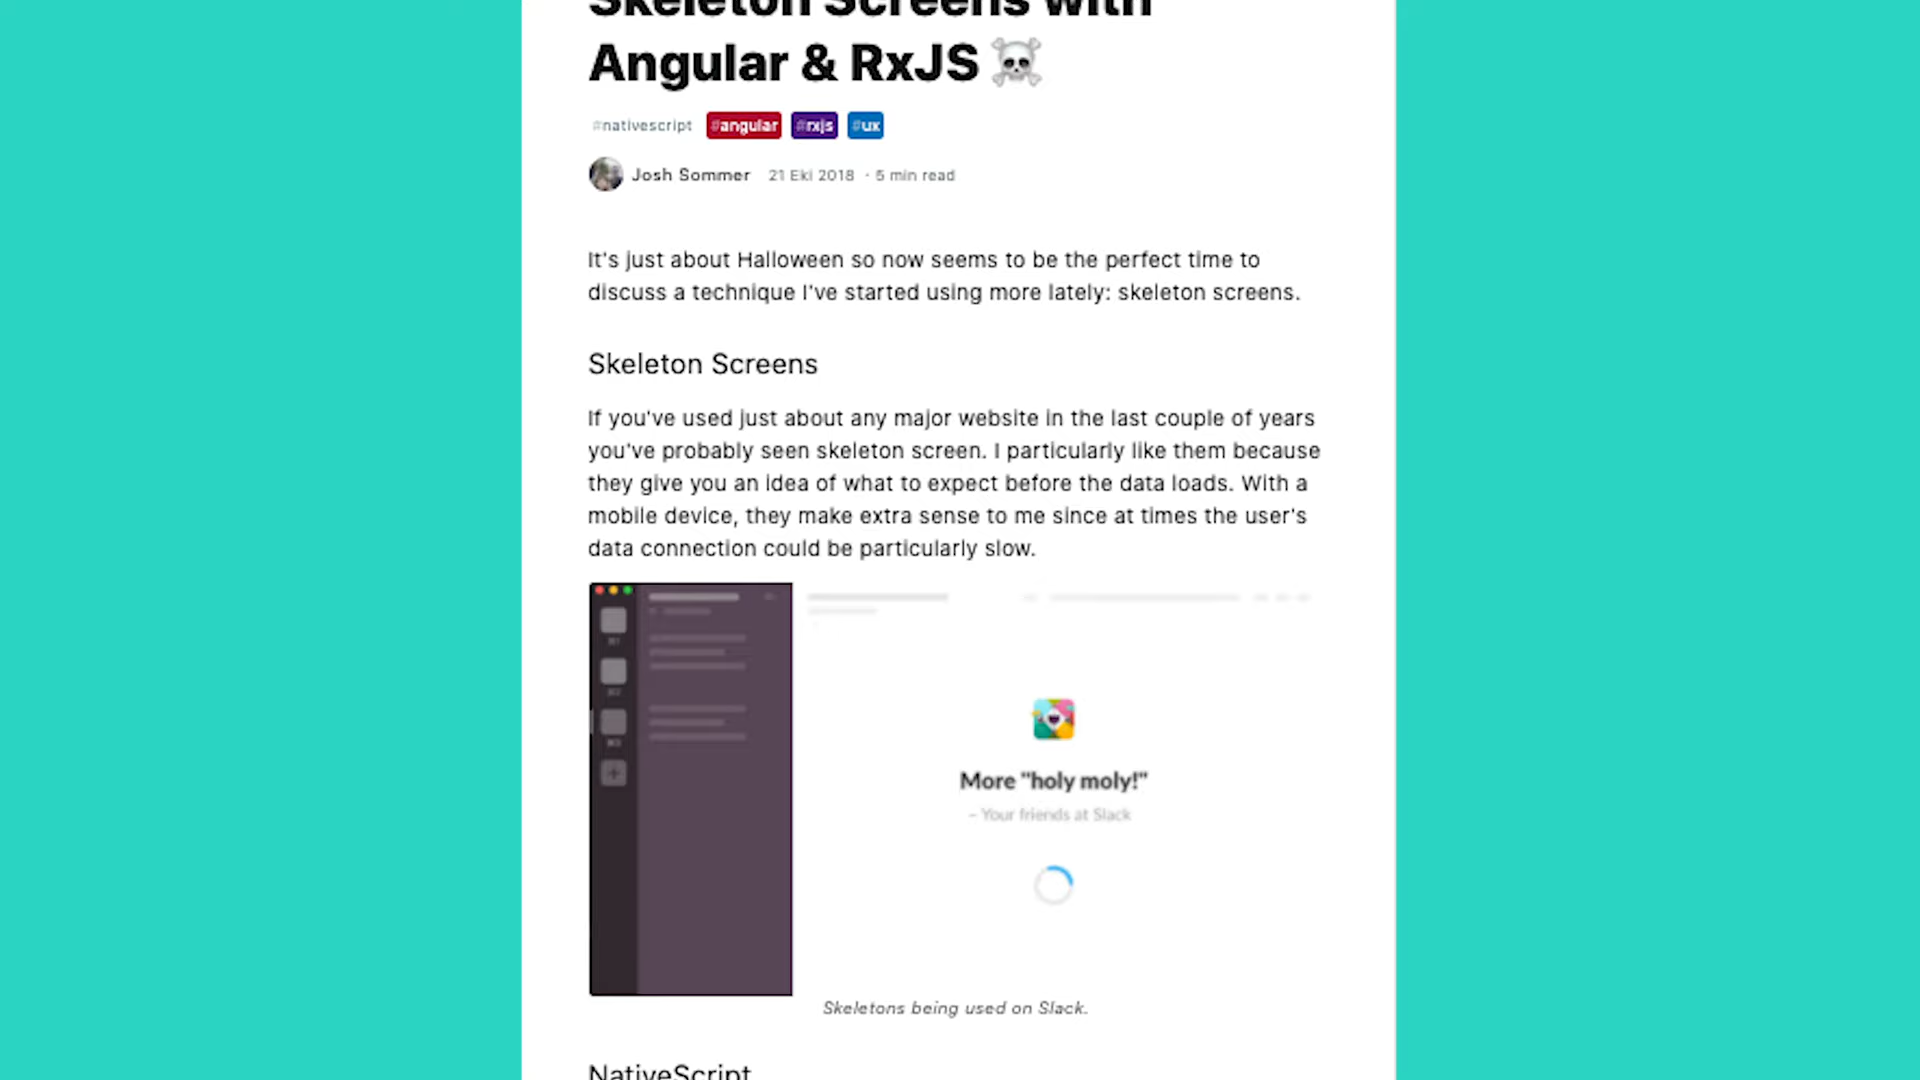 Skeleton Screens with
Angular & RxJS ☠️
#nativescript #angular #rxjs #ux
Josh Sommer 21 Eki 2018 · 5 min read
It's just about Halloween so now seems to be the perfect time to
discuss a technique I've started using more lately: skeleton screens.
Skeleton Screens
If you've used just about any major website in the last couple of years
you've probably seen skeleton screen. I particularly like them because
they give you an idea of what to expect before the data loads. With a
mobile device, they make extra sense to me since at times the user's
data connection could be particularly slow.
More "holy moly!"
– Your friends at Slack
Skeletons being used on Slack.
NativeScript